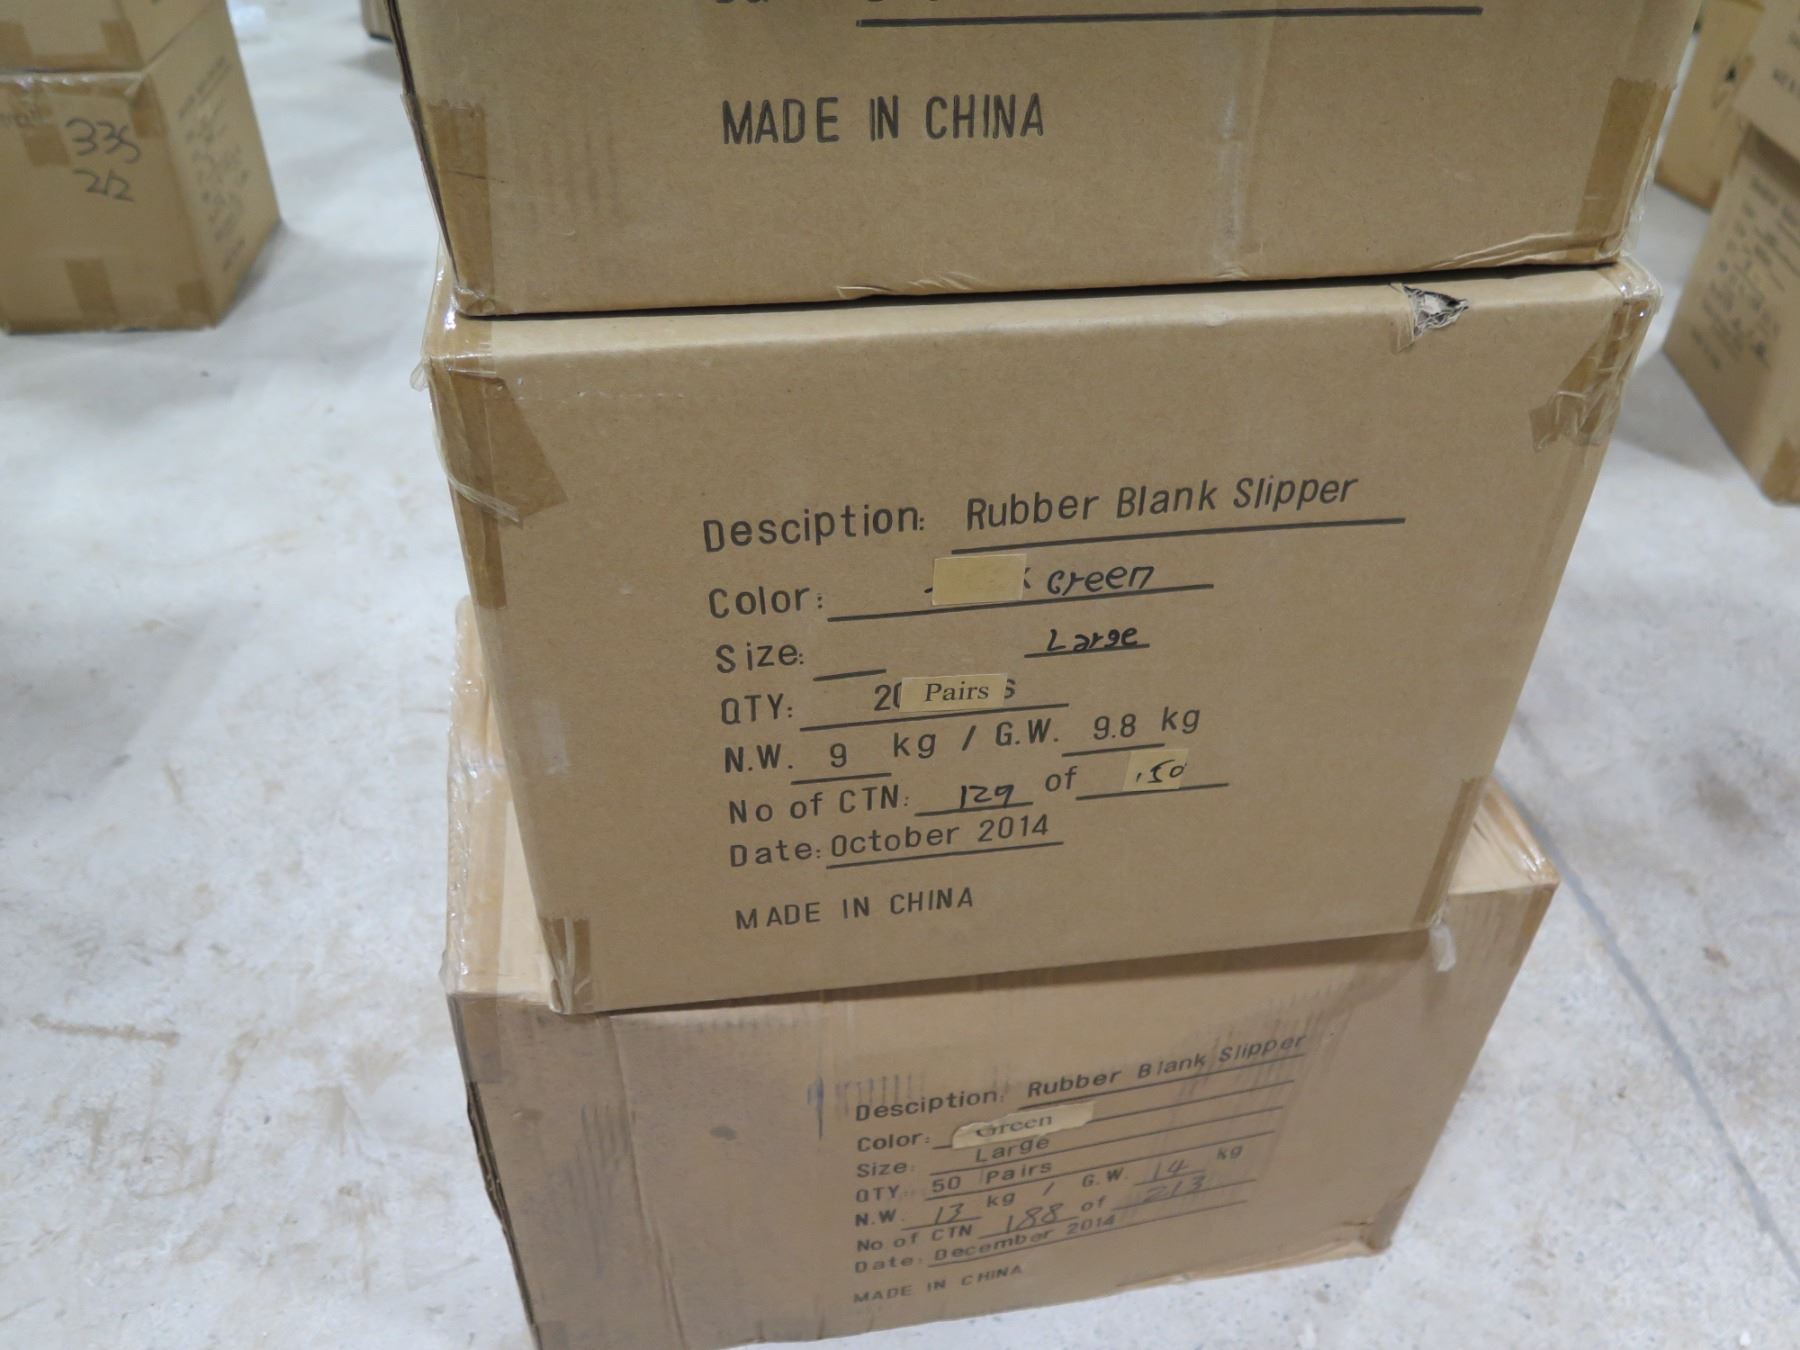 MADE IN CHINA
Desciption: Rubber Blank Slipper
Color: Green
Size: Large
QTY: 20 Pairs s
N.W. 9 kg / G.W. 9.8 kg
No of CTN: 129 of 150
Date: October 2014
MADE IN CHINA
Desciption: Rubber Blank Slipper
Color: Green
Size: Large
QTY: 50 Pairs
N.W. 13 kg / G.W. 14 kg
No of CTN 188 of 213
Date: December 2014
MADE IN CHINA
335
212